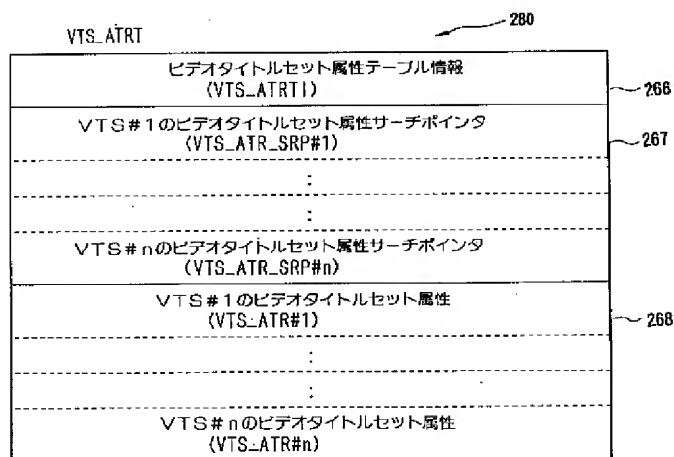 280
VTS_ATRT
ビデオタイトルセット属性テーブル情報
(VTS_ATRTI)
266
VTS#1のビデオタイトルセット属性サーチポインタ
(VTS_ATR_SRP#1)
267
:
:
VTS#nのビデオタイトルセット属性サーチポインタ
(VTS_ATR_SRP#n)
VTS#1のビデオタイトルセット属性
(VTS_ATR#1)
268
:
:
VTS#nのビデオタイトルセット属性
(VTS_ATR#n)